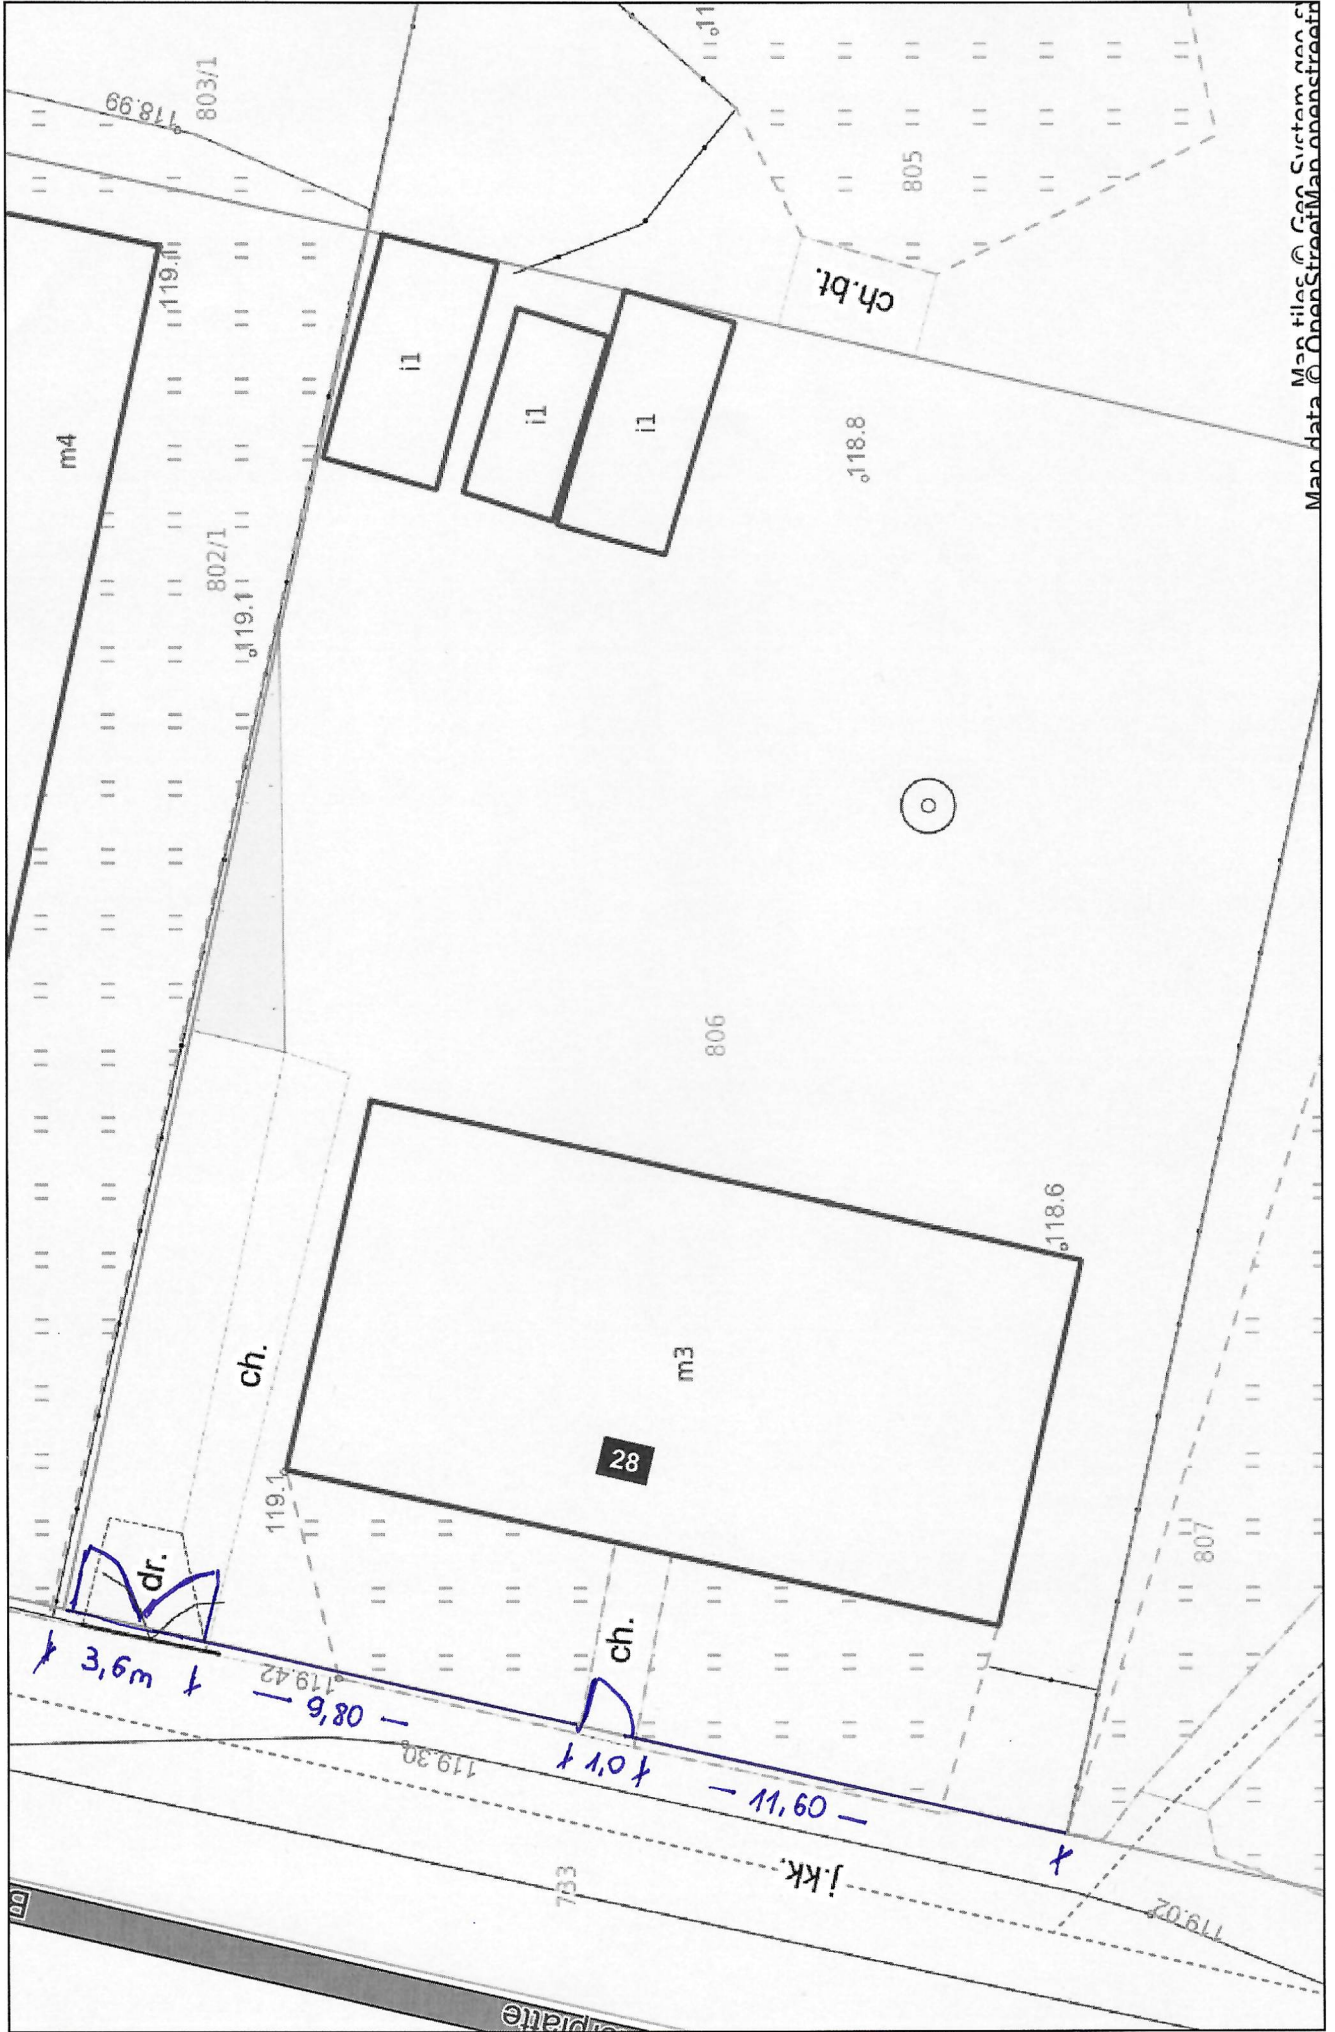 803/1
118.99
11
805
119.1
m4
i1
ch.bt.
i1
i1
118.8
802/1
119.1
Map tiles © Geo System
Map data © OpenStreetMap openstreetm
806
118.6
ch.
m3
28
119.1
807
dr.
ch.
119.42
3,6m
9,80
119.30
1,0
11,60
733
j.kk.
119.02
B
rplatte